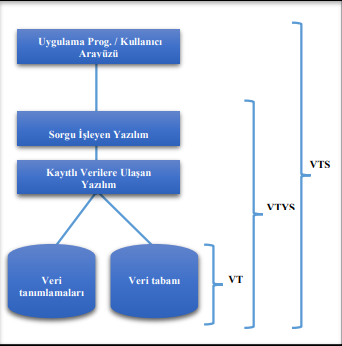 Uygulama Prog. / Kullanıcı
Arayüzü
Sorgu İşleyen Yazılım
Kayıtlı Verilere Ulaşan
Yazılım
VTS
VTYS
Veri
tanımlamaları
Veri tabanı
VT